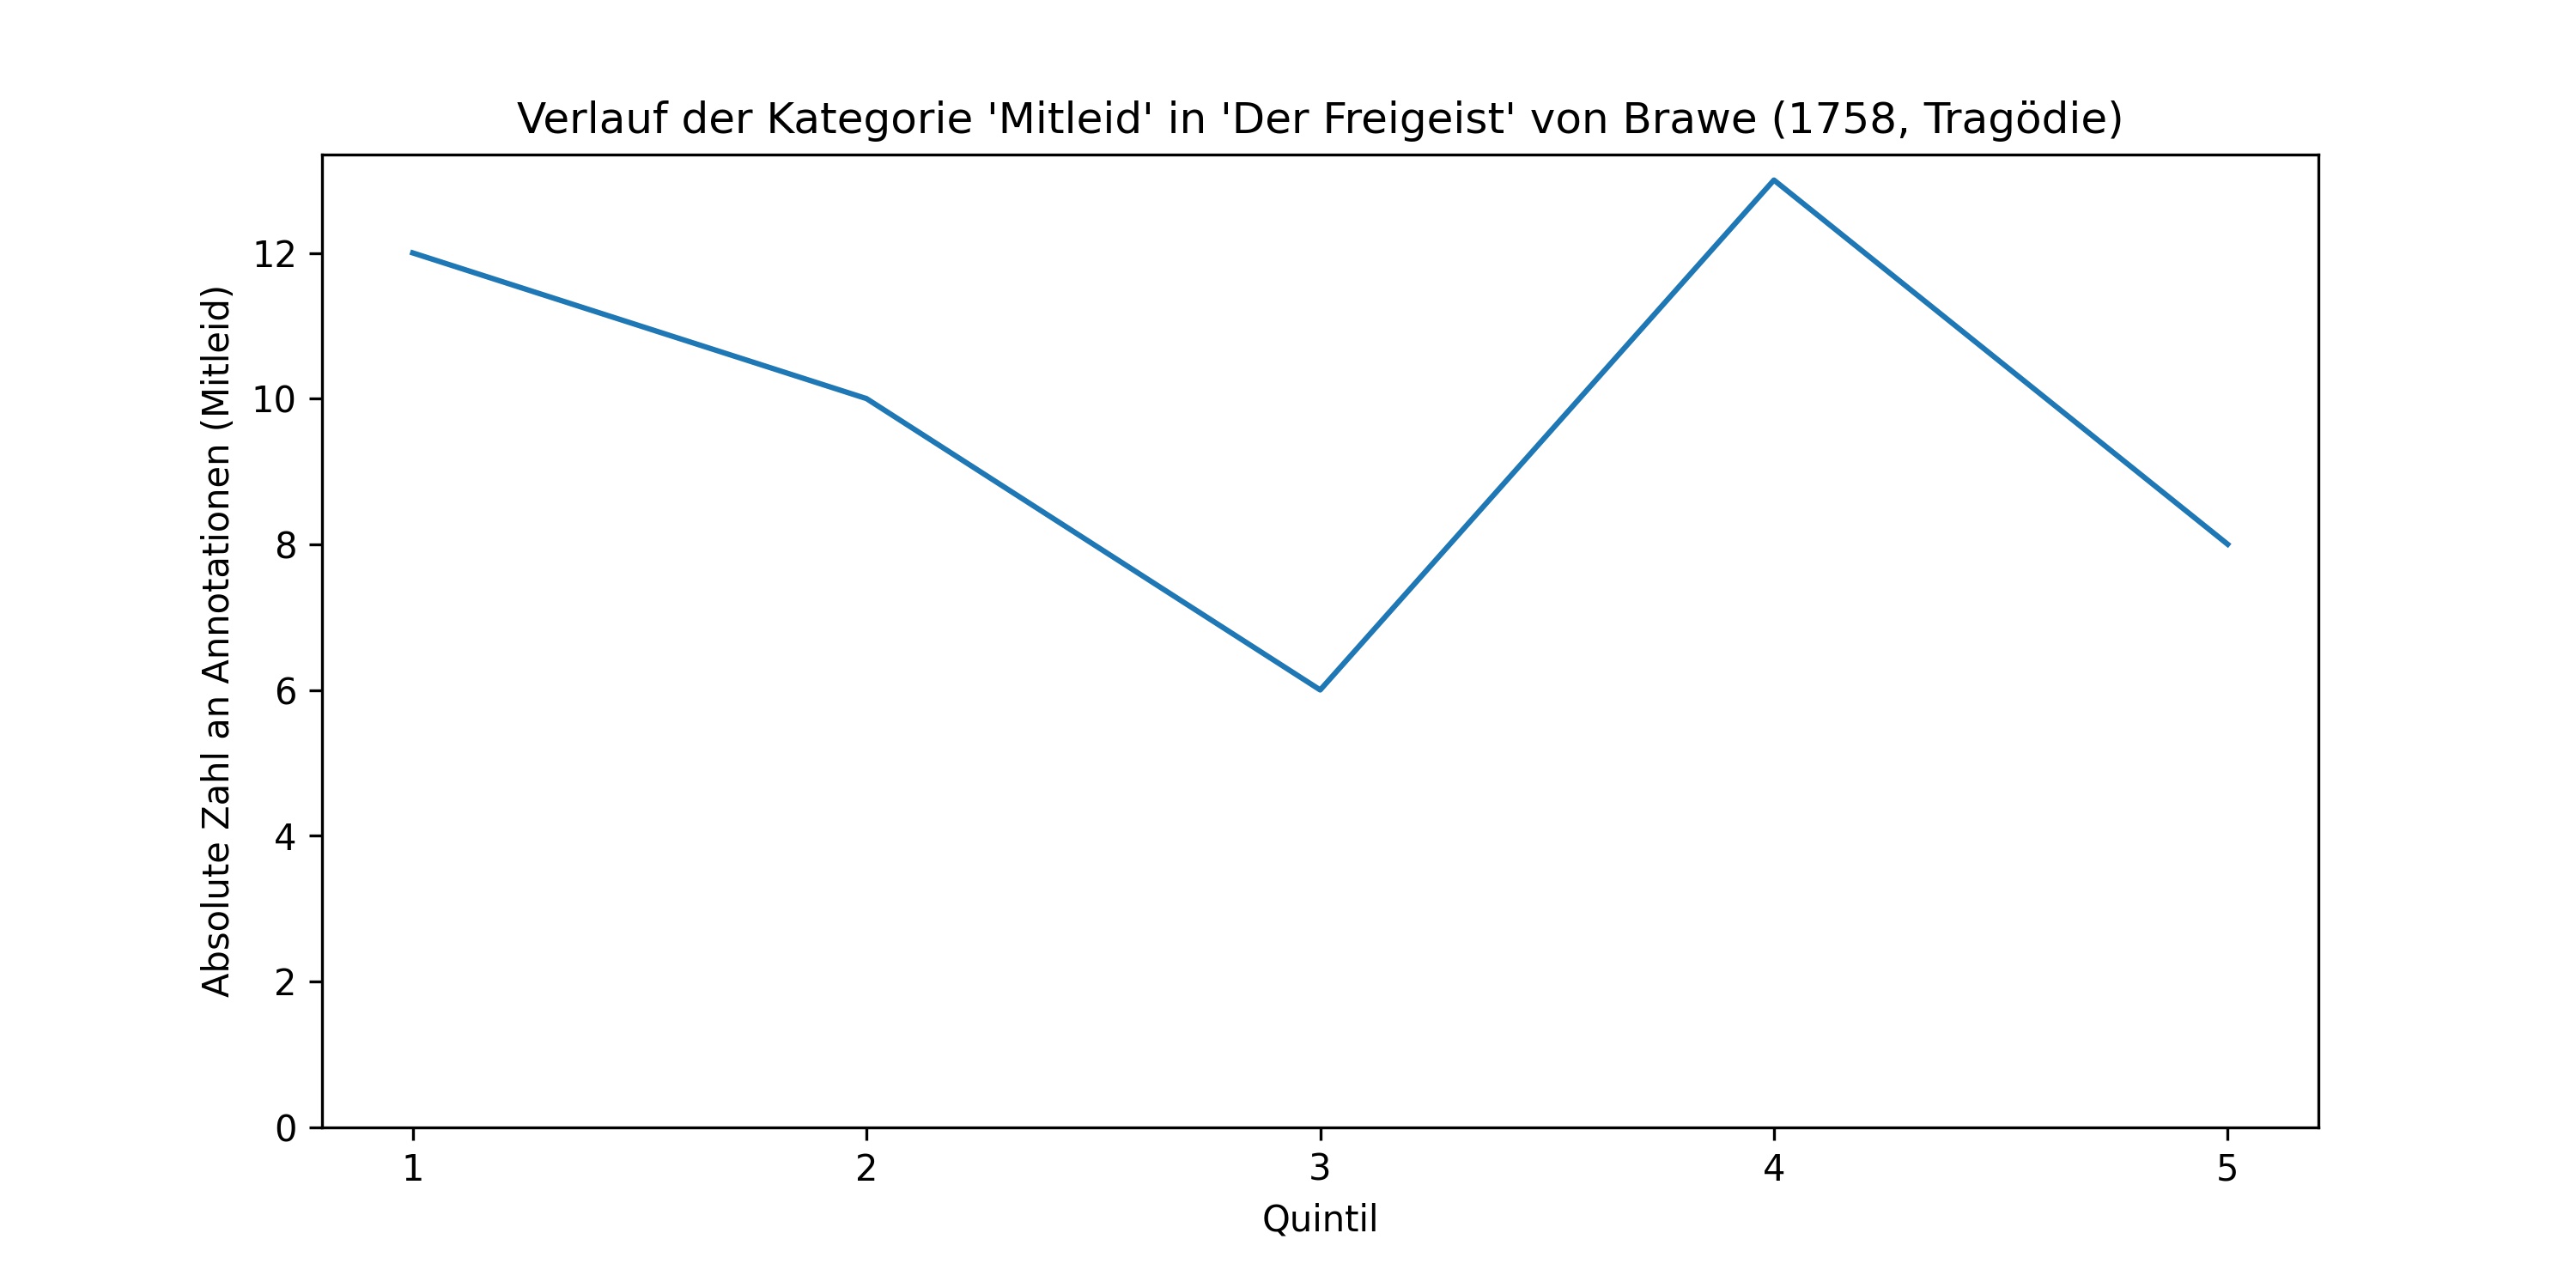 Verlauf der Kategorie 'Mitleid' in 'Der Freigeist' von Brawe (1758, Tragödie)
Absolute Zahl an Annotationen (Mitleid)
12
10
8
6
4
2
0
1 2 3 4 5
Quintil